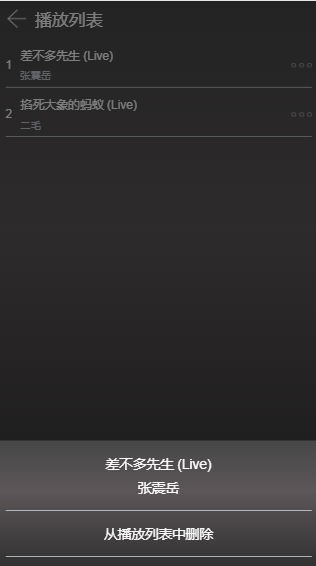 播放列表
1
差不多先生 (Live)
张震岳
2
掐死大象的蚂蚁 (Live)
二毛
差不多先生 (Live)
张震岳
从播放列表中删除